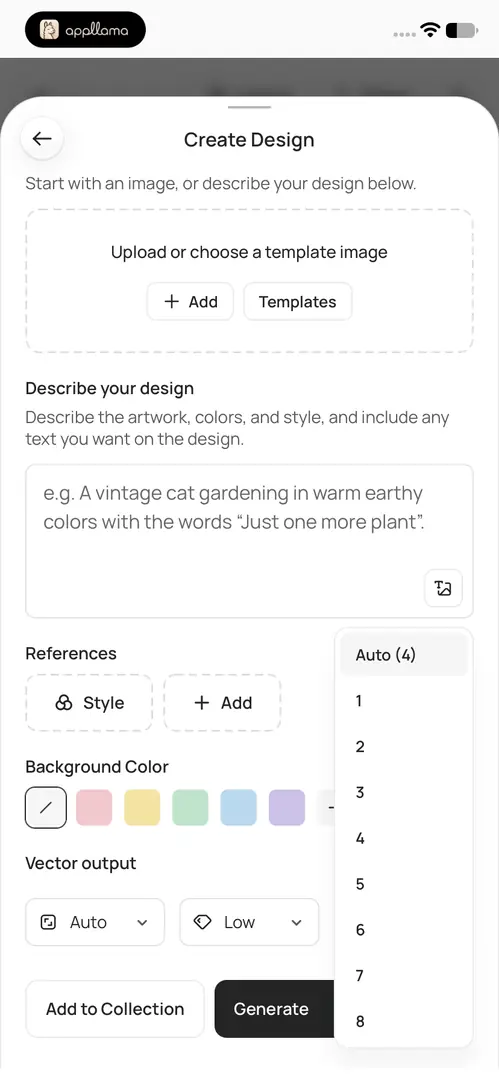 appllama
Create Design
Start with an image, or describe your design below.
Upload or choose a template image
Add
Templates
Describe your design
Describe the artwork, colors, and style, and include any
text you want on the design.
e.g. A vintage cat gardening in warm earthy
colors with the words “Just one more plant”.
References
Style
Add
Background Color
Vector output
Auto
Low
Add to Collection
Generate
Auto (4)
1
2
3
4
5
6
7
8